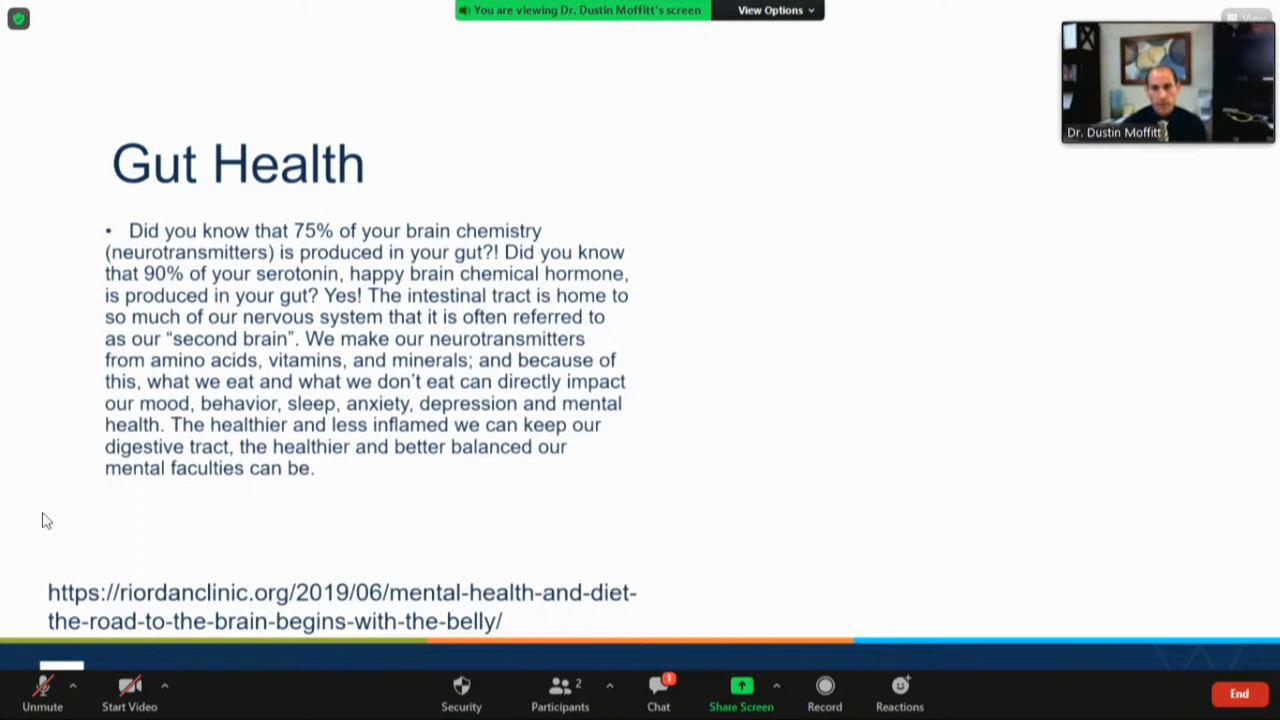 You are viewing Dr. Dustin Moffitt's screen
View Options
View
Dr. Dustin Moffitt
Gut Health
• Did you know that 75% of your brain chemistry
(neurotransmitters) is produced in your gut?! Did you know
that 90% of your serotonin, happy brain chemical hormone,
is produced in your gut? Yes! The intestinal tract is home to
so much of our nervous system that it is often referred to
as our “second brain”. We make our neurotransmitters
from amino acids, vitamins, and minerals; and because of
this, what we eat and what we don’t eat can directly impact
our mood, behavior, sleep, anxiety, depression and mental
health. The healthier and less inflamed we can keep our
digestive tract, the healthier and better balanced our
mental faculties can be.
https://riordanclinic.org/2019/06/mental-health-and-diet-
the-road-to-the-brain-begins-with-the-belly/
Unmute
Start Video
Security
Participants 2
Chat 1
Share Screen
Record
Reactions
End